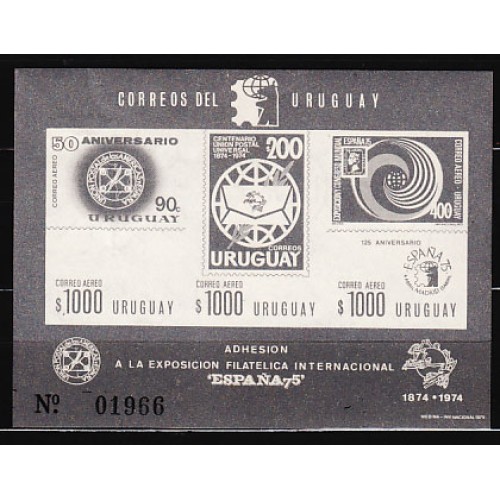 CORREOS DEL URUGUAY
50 ANIVERSARIO
CORREO AEREO
90c
URUGUAY
CENTENARIO
UNION POSTAL
UNIVERSAL
1874-1974
200
CORREOS
URUGUAY
ESPAÑA 75
CORREO AEREO - URUGUAY
400
125 ANIVERSARIO
ESPAÑA 75
MADRID
CORREO AEREO
$1000 URUGUAY
CORREO AEREO
$1000 URUGUAY
CORREO AEREO
$1000 URUGUAY
ADHESION
A LA EXPOSICION FILATELICA INTERNACIONAL
'ESPAÑA75'
1874 • 1974
Nº 01966